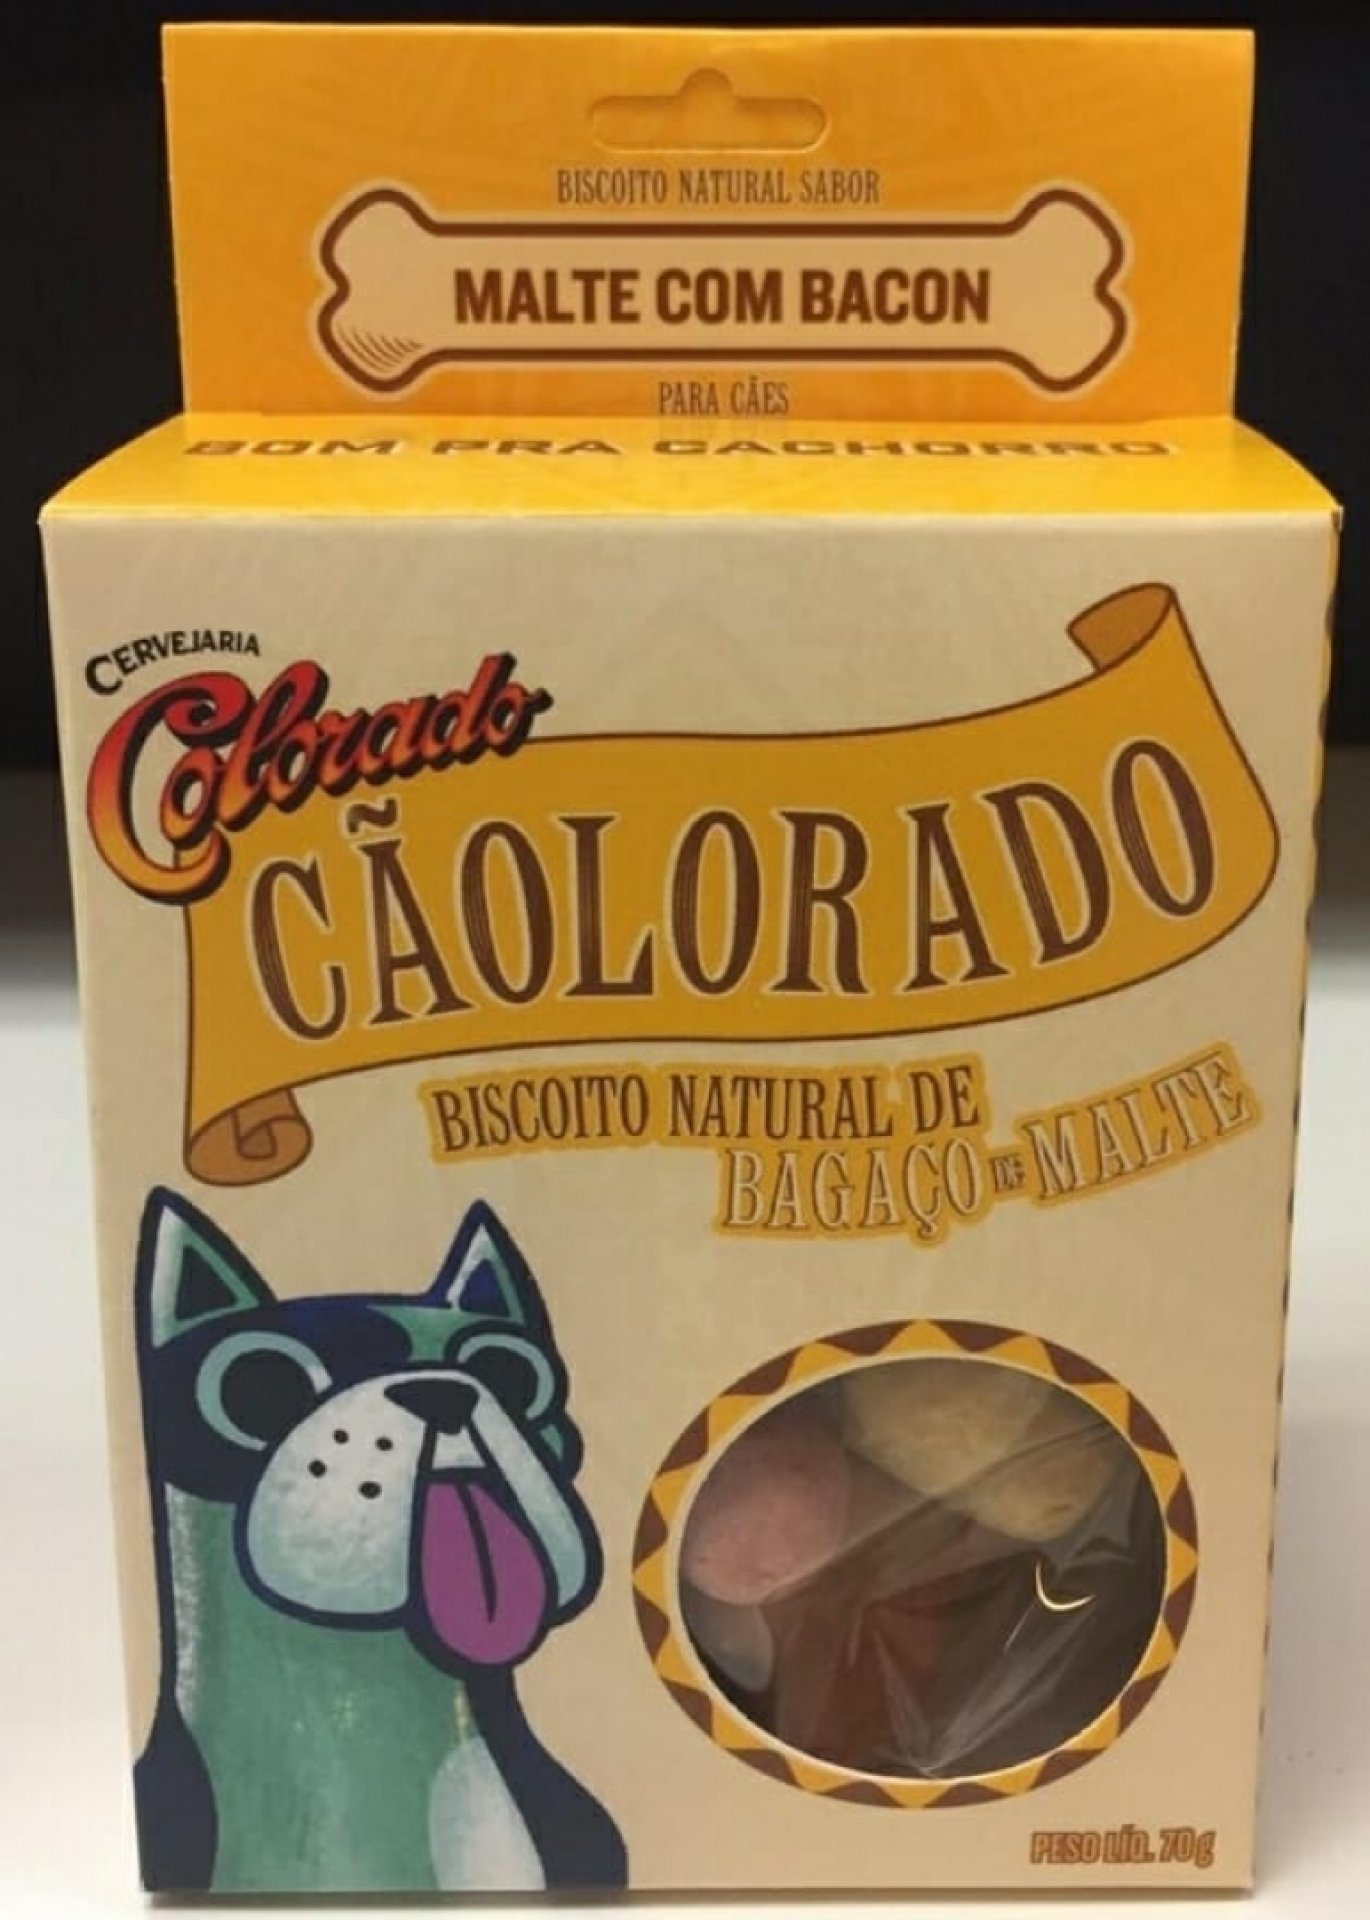 BISCOITO NATURAL SABOR
MALTE COM BACON
PARA CÃES
BOM PRA CACHORRO
CERVEJARIA
Colorado
CÃOLORADO
BISCOITO NATURAL DE
BAGAÇO DE MALTE
PESO LÍQ. 70g